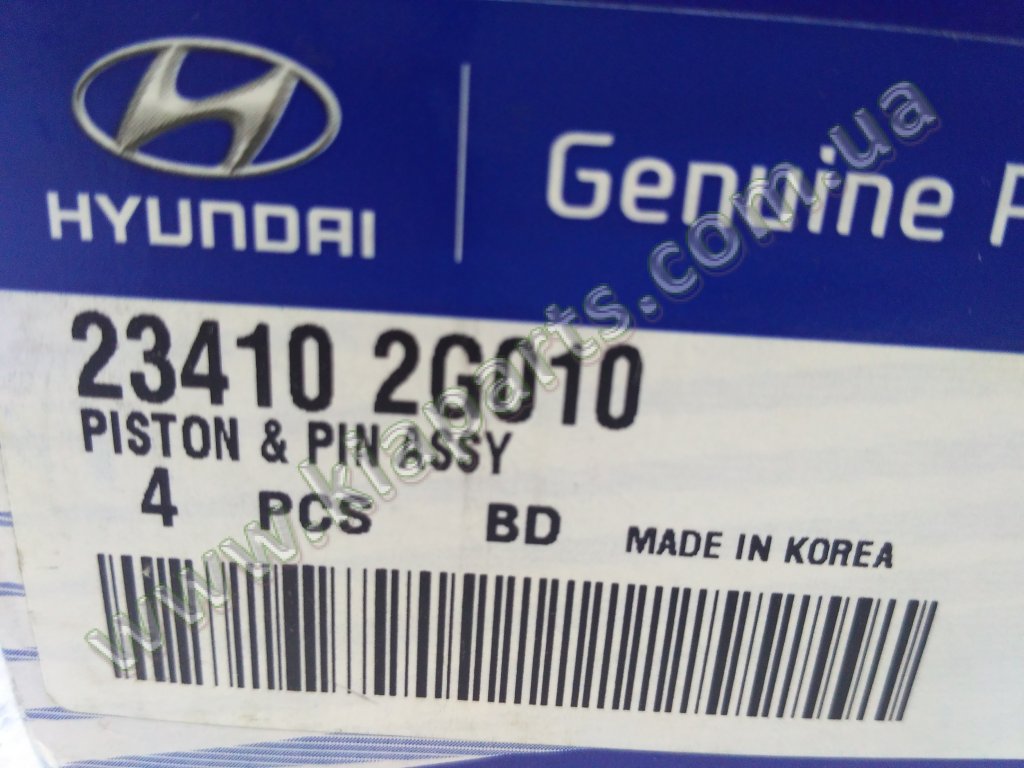 HYUNDAI
Genuine P
23410 2G010
PISTON & PIN ASSY
4 PCS BD MADE IN KOREA
www.kiaparts.com.ua